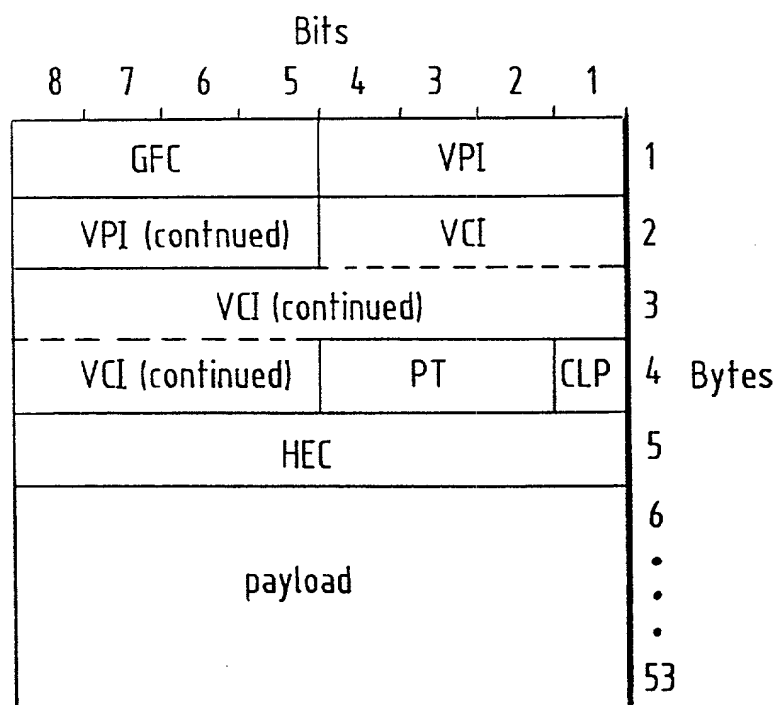 Bits
8 7 6 5 4 3 2 1
GFC VPI 1
VPI (contnued) VCI 2
VCI (continued) 3
VCI (continued) PT CLP 4 Bytes
HEC 5
6
payload
53